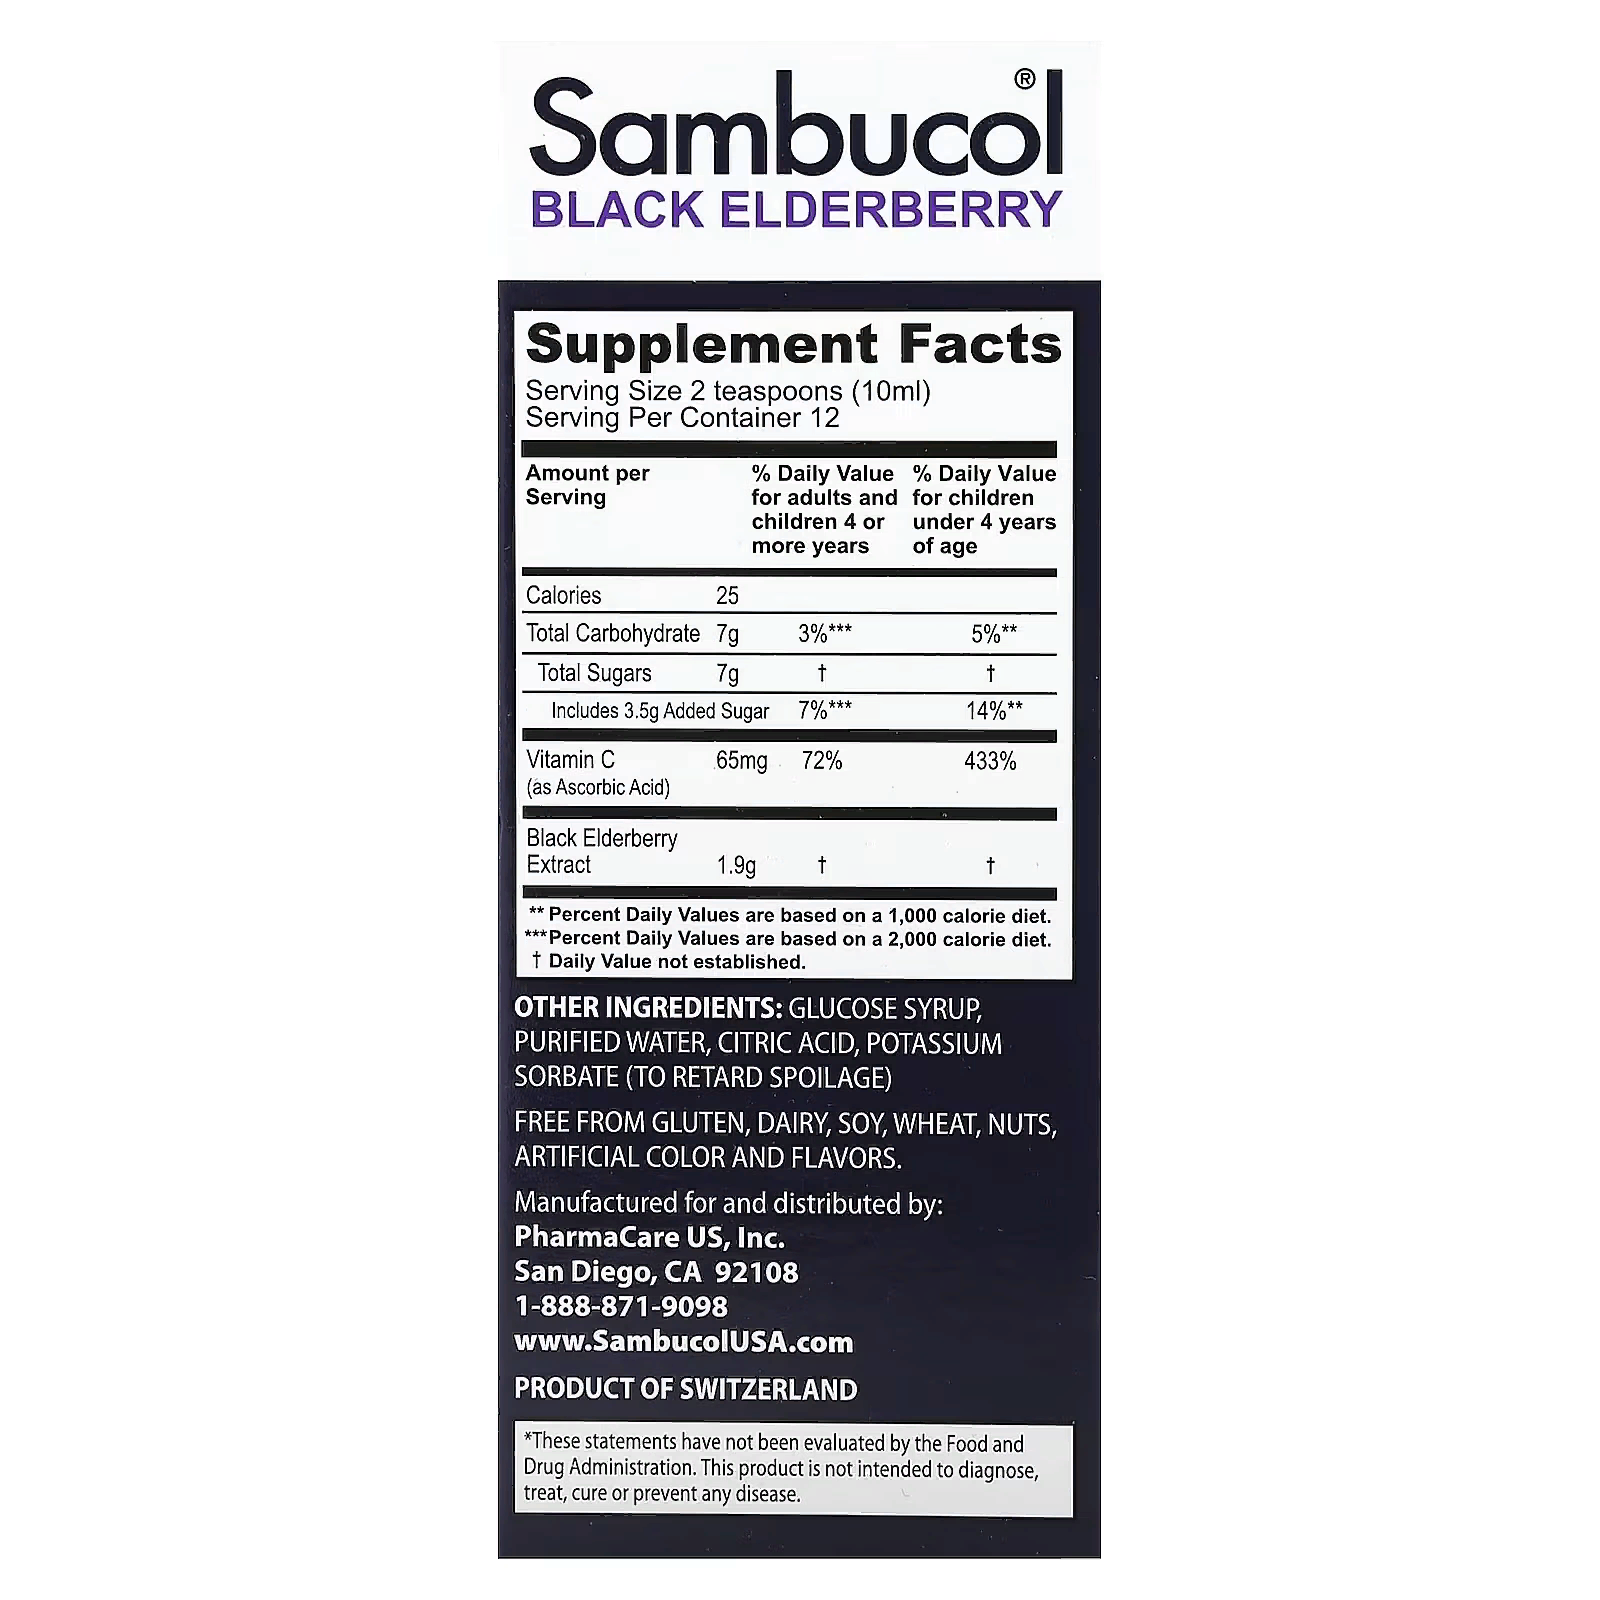 Sambucol®
BLACK ELDERBERRY
Supplement Facts
Serving Size 2 teaspoons (10ml)
Serving Per Container 12
Amount per Serving % Daily Value for adults and children 4 or more years % Daily Value for children under 4 years of age
Calories 25
Total Carbohydrate 7g 3%*** 5%**
Total Sugars 7g † †
Includes 3.5g Added Sugar 7%*** 14%**
Vitamin C 65mg 72% 433%
(as Ascorbic Acid)
Black Elderberry
Extract 1.9g † †
** Percent Daily Values are based on a 1,000 calorie diet.
***Percent Daily Values are based on a 2,000 calorie diet.
† Daily Value not established.
OTHER INGREDIENTS: GLUCOSE SYRUP,
PURIFIED WATER, CITRIC ACID, POTASSIUM
SORBATE (TO RETARD SPOILAGE)
FREE FROM GLUTEN, DAIRY, SOY, WHEAT, NUTS,
ARTIFICIAL COLOR AND FLAVORS.
Manufactured for and distributed by:
PharmaCare US, Inc.
San Diego, CA 92108
1-888-871-9098
www.SambucolUSA.com
PRODUCT OF SWITZERLAND
*These statements have not been evaluated by the Food and
Drug Administration. This product is not intended to diagnose,
treat, cure or prevent any disease.